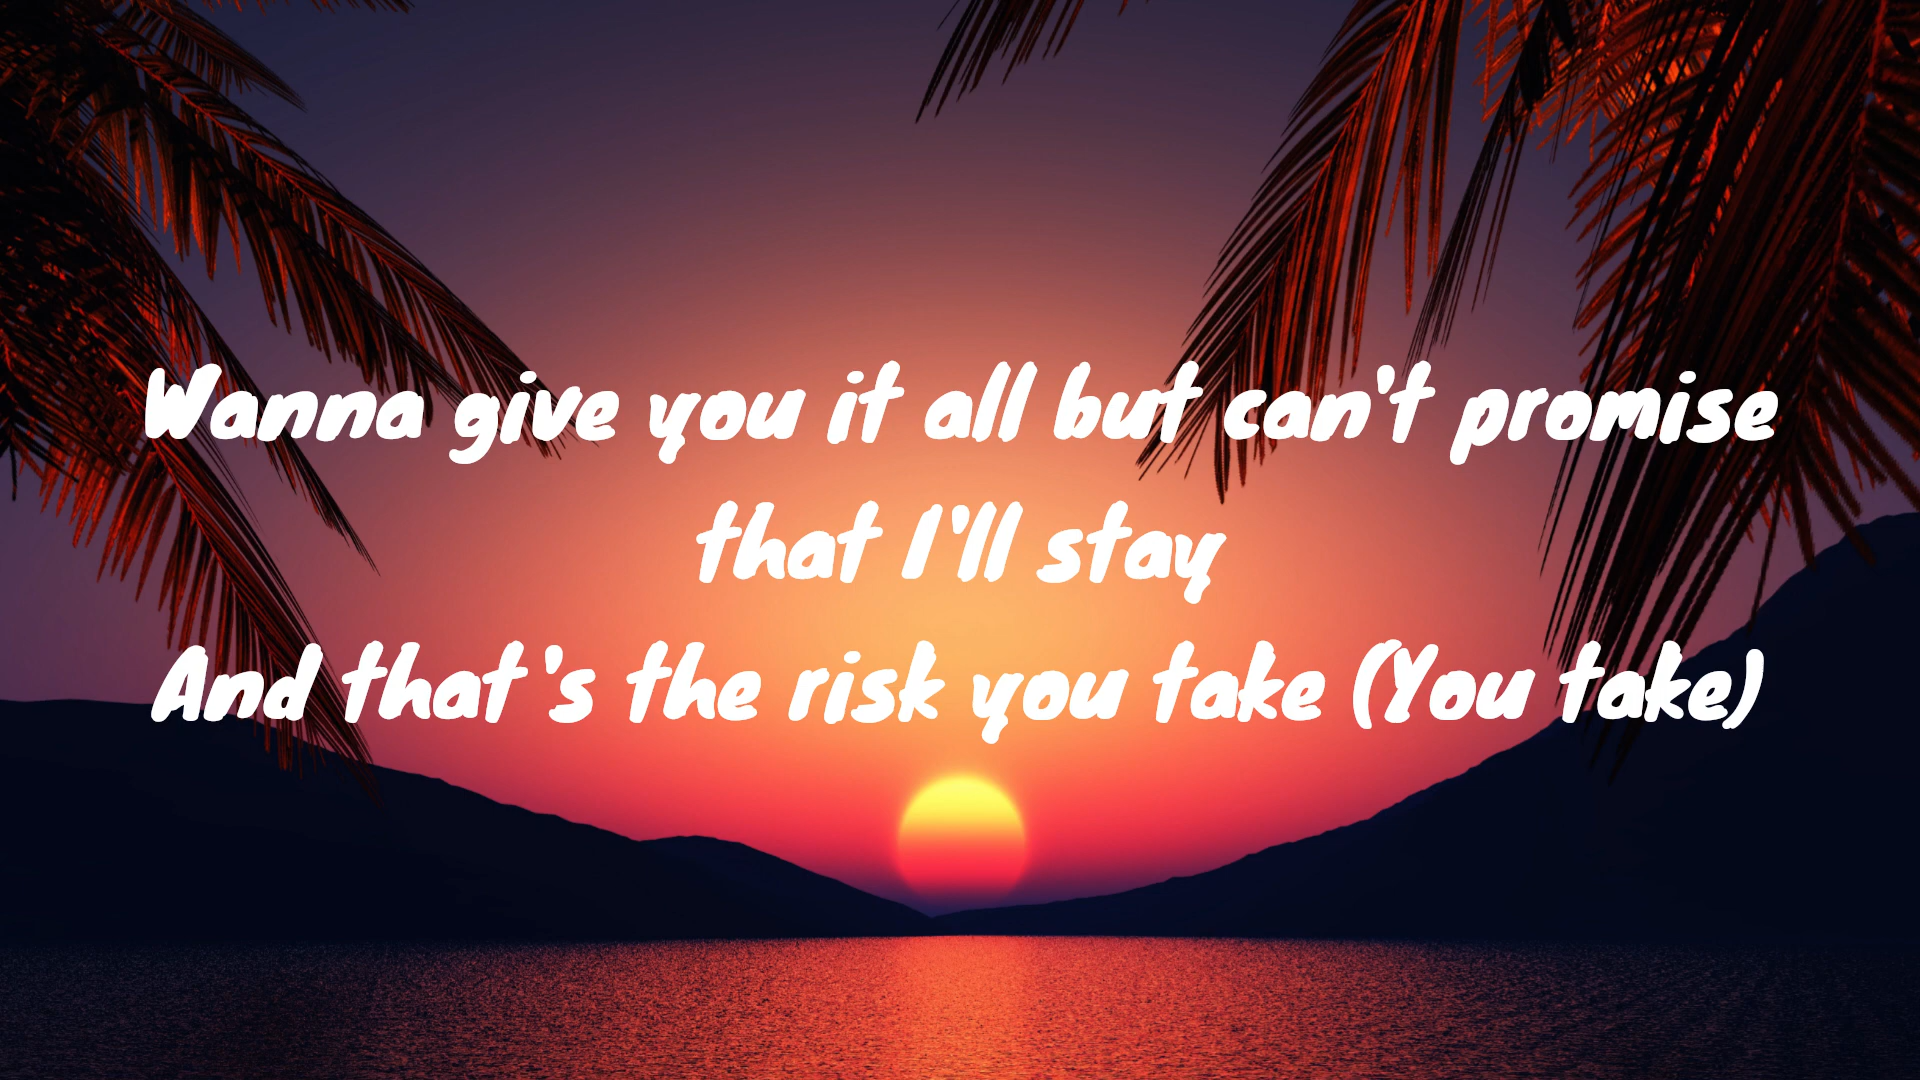 Wanna give you it all but can't promise
that I'll stay
And that's the risk you take (You take)